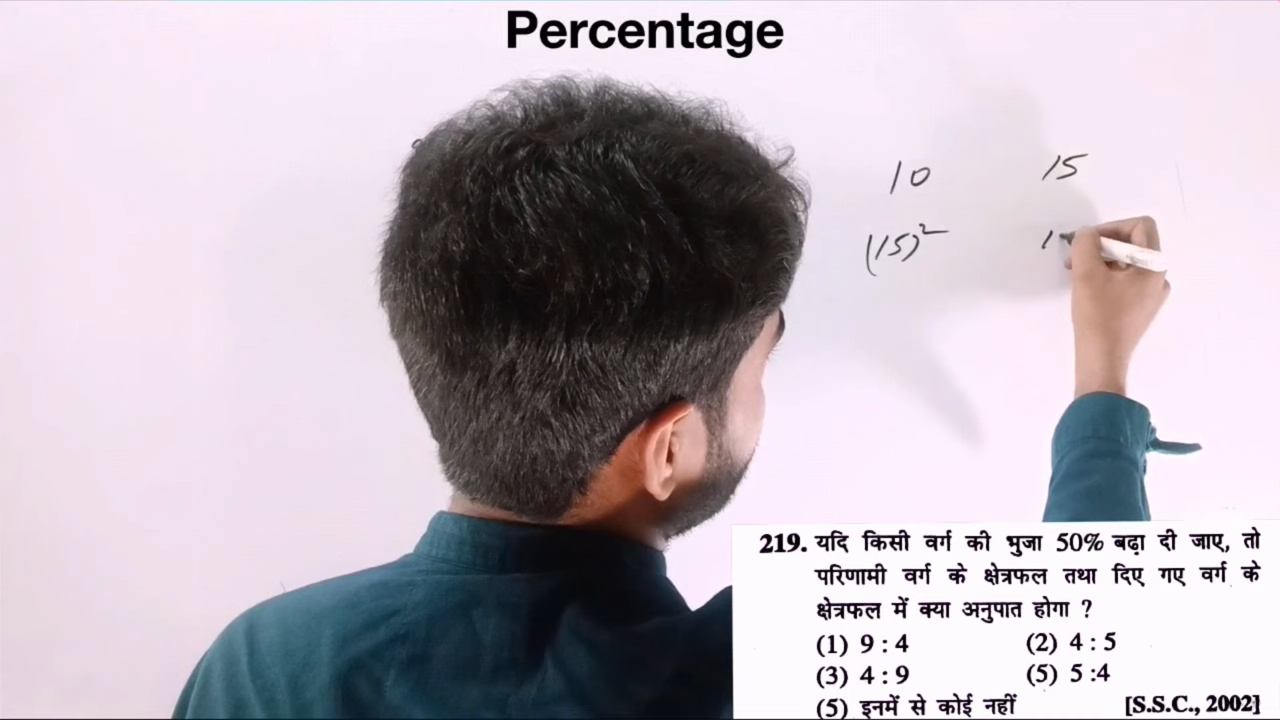 Percentage
10 15
(15)²
219. यदि किसी वर्ग की भुजा 50% बढ़ा दी जाए, तो
परिणामी वर्ग के क्षेत्रफल तथा दिए गए वर्ग के
क्षेत्रफल में क्या अनुपात होगा ?
(1) 9 : 4 (2) 4 : 5
(3) 4 : 9 (5) 5 :4
(5) इनमें से कोई नहीं [S.S.C., 2002]